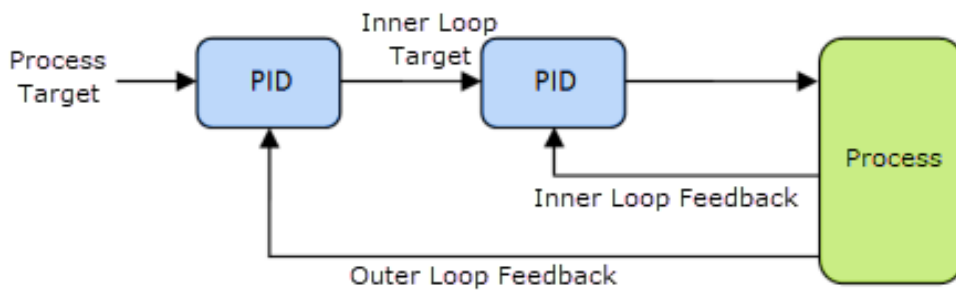 Process
Target
PID
Inner Loop
Target
PID
Process
Inner Loop Feedback
Outer Loop Feedback